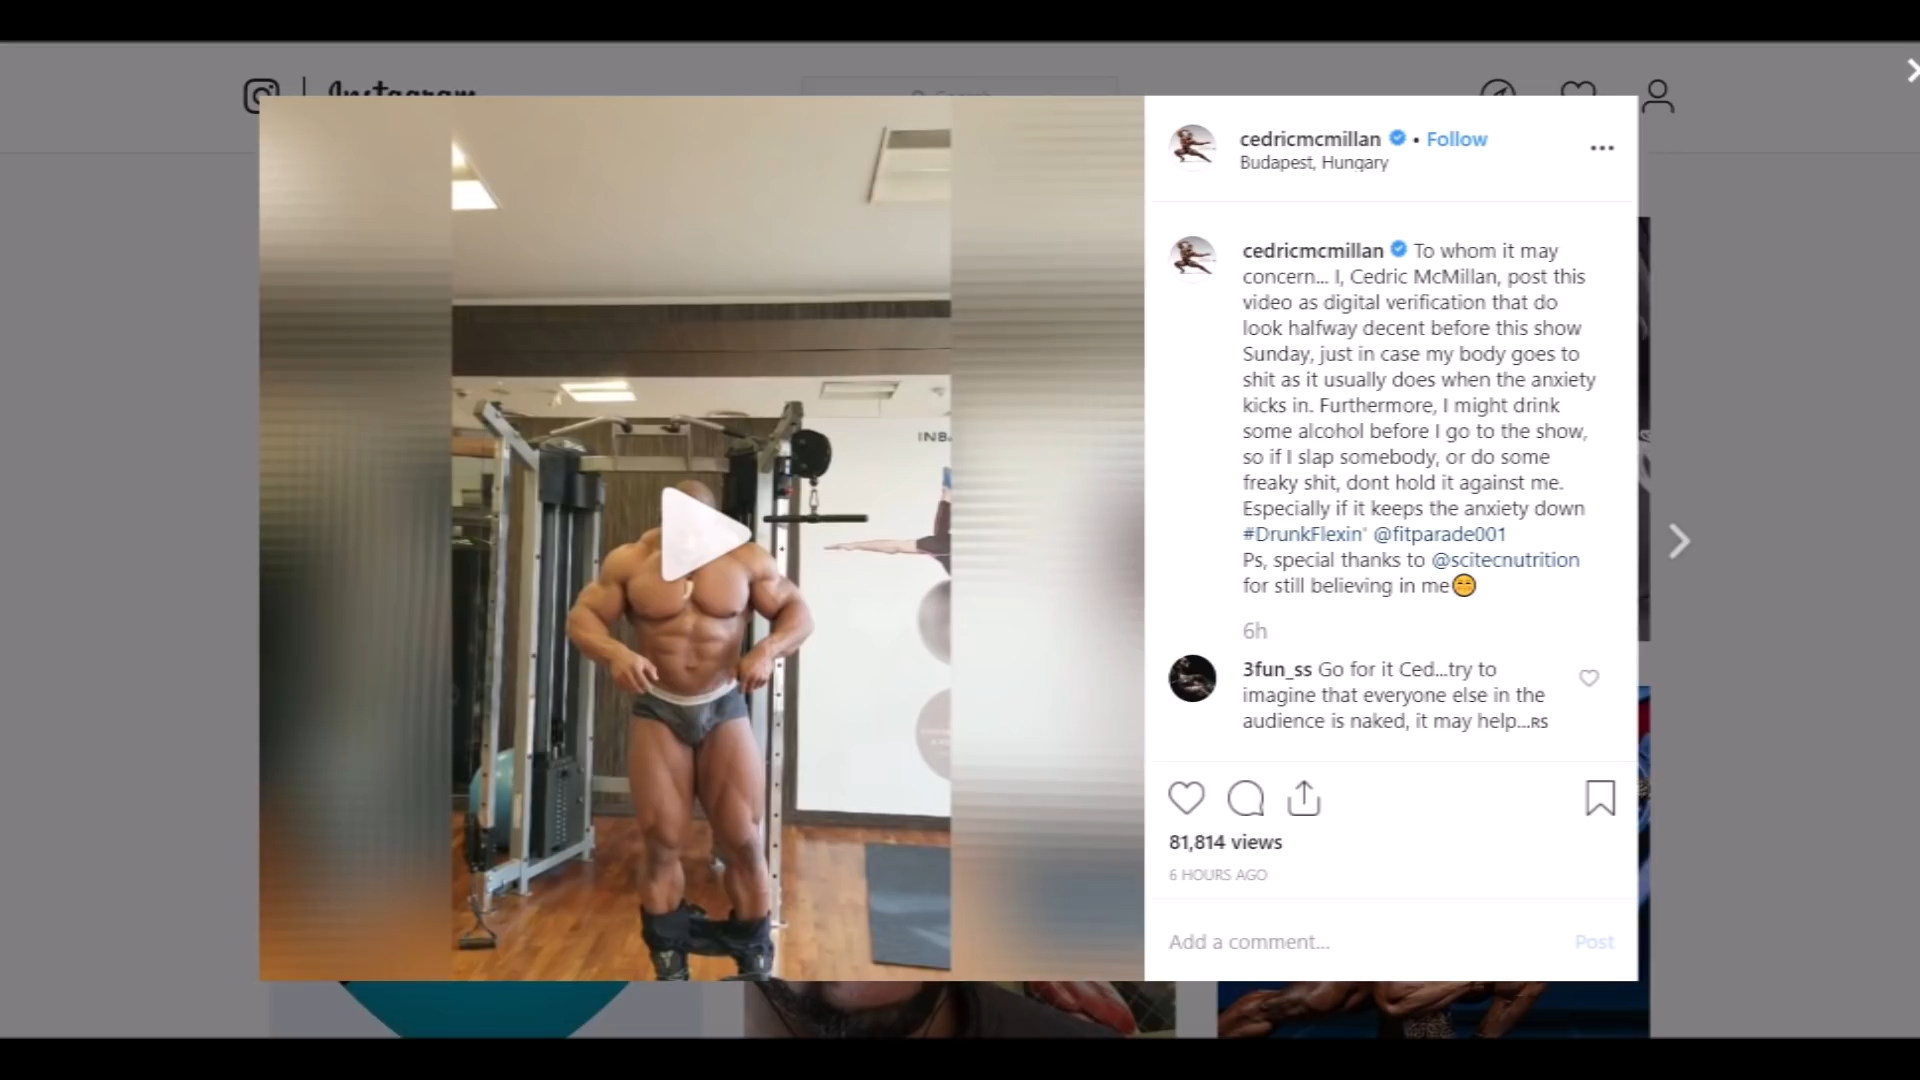 Instagram
Search
cedricmcmillan • Follow
Budapest, Hungary
INBA
cedricmcmillan To whom it may
concern... I, Cedric McMillan, post this
video as digital verification that do
look halfway decent before this show
Sunday, just in case my body goes to
shit as it usually does when the anxiety
kicks in. Furthermore, I might drink
some alcohol before I go to the show,
so if I slap somebody, or do some
freaky shit, dont hold it against me.
Especially if it keeps the anxiety down
#DrunkFlexin' @fitparade001
Ps, special thanks to @scitecnutrition
for still believing in me😊
6h
3fun_ss Go for it Ced...try to
imagine that everyone else in the
audience is naked, it may help...RS
81,814 views
6 HOURS AGO
Add a comment... Post